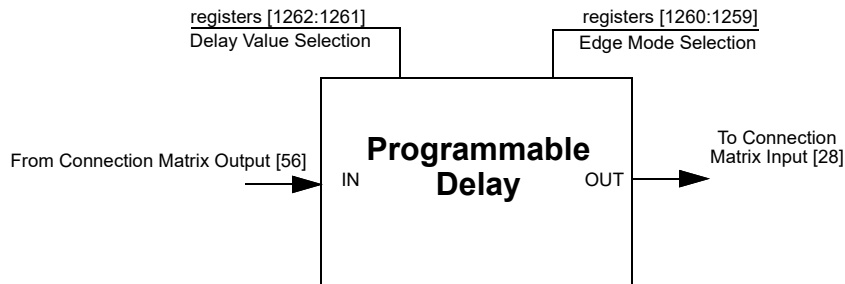 registers [1262:1261]
Delay Value Selection
registers [1260:1259]
Edge Mode Selection
From Connection Matrix Output [56]
IN
Programmable
Delay
OUT
To Connection
Matrix Input [28]